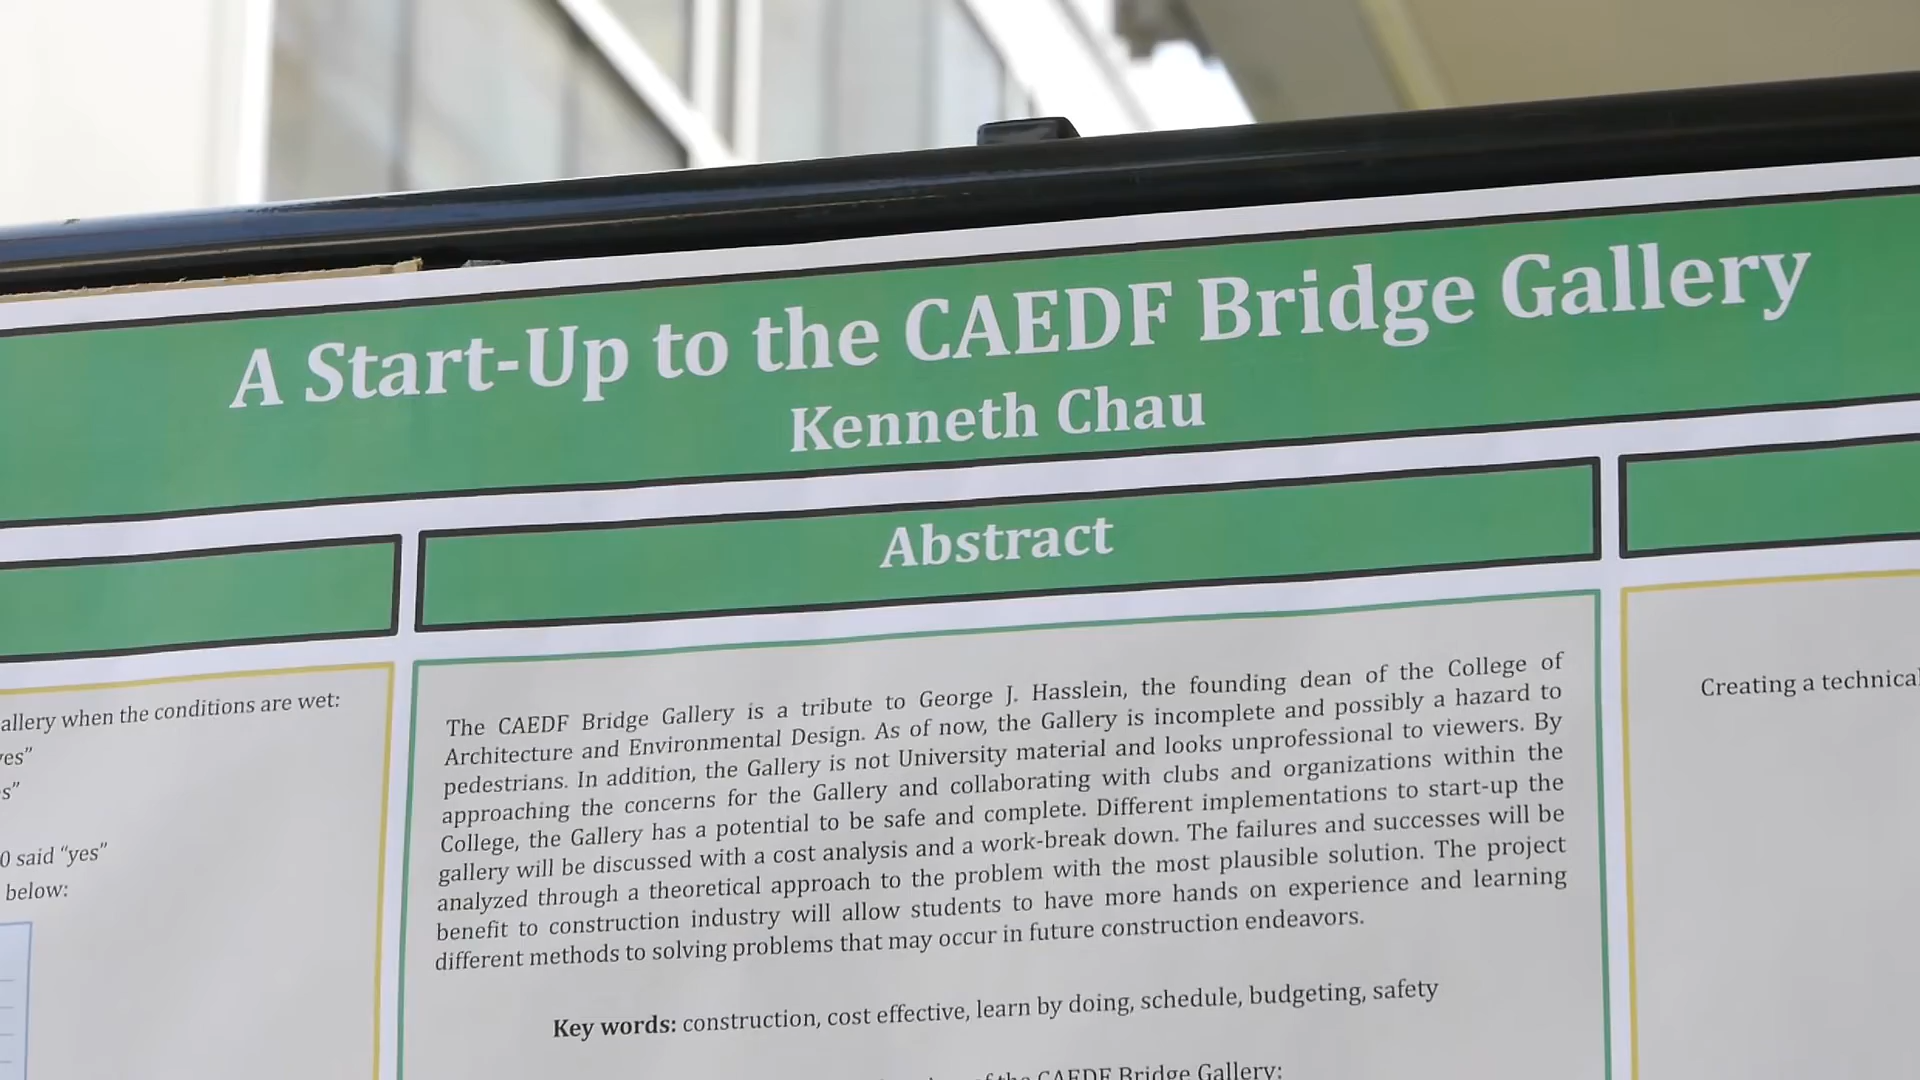 A Start-Up to the CAEDF Bridge Gallery
Kenneth Chau
Abstract
allery when the conditions are wet:
yes”
s”
0 said “yes”
below:
The CAEDF Bridge Gallery is a tribute to George J. Hasslein, the founding dean of the College of
Architecture and Environmental Design. As of now, the Gallery is incomplete and possibly a hazard to
pedestrians. In addition, the Gallery is not University material and looks unprofessional to viewers. By
approaching the concerns for the Gallery and collaborating with clubs and organizations within the
College, the Gallery has a potential to be safe and complete. Different implementations to start-up the
gallery will be discussed with a cost analysis and a work-break down. The failures and successes will be
analyzed through a theoretical approach to the problem with the most plausible solution. The project
benefit to construction industry will allow students to have more hands on experience and learning
different methods to solving problems that may occur in future construction endeavors.
Key words: construction, cost effective, learn by doing, schedule, budgeting, safety
of the CAEDF Bridge Gallery:
Creating a technical